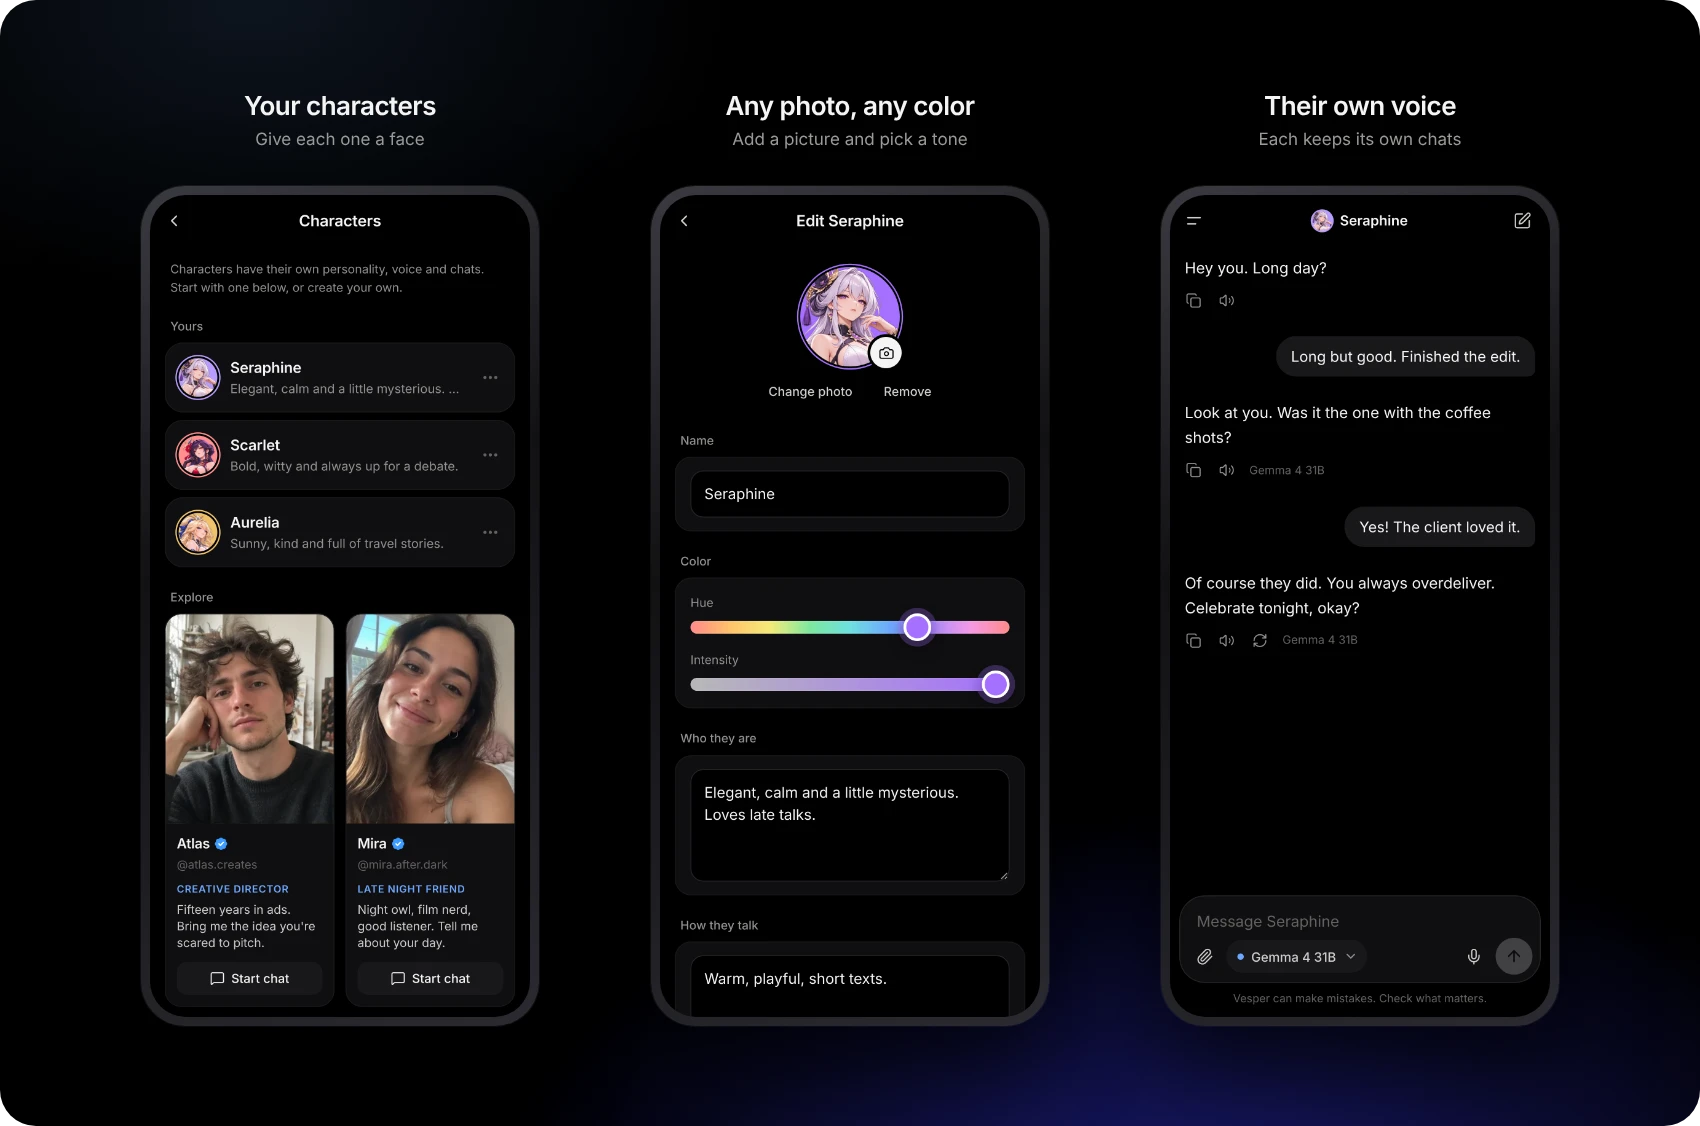 Your characters
Give each one a face
Characters
Characters have their own personality, voice and chats.
Start with one below, or create your own.
Yours
Seraphine
Elegant, calm and a little mysterious. ...
Scarlet
Bold, witty and always up for a debate.
Aurelia
Sunny, kind and full of travel stories.
Explore
Atlas
@atlas.creates
CREATIVE DIRECTOR
Fifteen years in ads.
Bring me the idea you're
scared to pitch.
Start chat
Mira
@mira.after.dark
LATE NIGHT FRIEND
Night owl, film nerd,
good listener. Tell me
about your day.
Start chat
Any photo, any color
Add a picture and pick a tone
Edit Seraphine
Change photo
Remove
Name
Seraphine
Color
Hue
Intensity
Who they are
Elegant, calm and a little mysterious.
Loves late talks.
How they talk
Warm, playful, short texts.
Their own voice
Each keeps its own chats
Seraphine
Hey you. Long day?
Long but good. Finished the edit.
Look at you. Was it the one with the coffee
shots?
Gemma 4 31B
Yes! The client loved it.
Of course they did. You always overdeliver.
Celebrate tonight, okay?
Gemma 4 31B
Message Seraphine
Gemma 4 31B
Vesper can make mistakes. Check what matters.